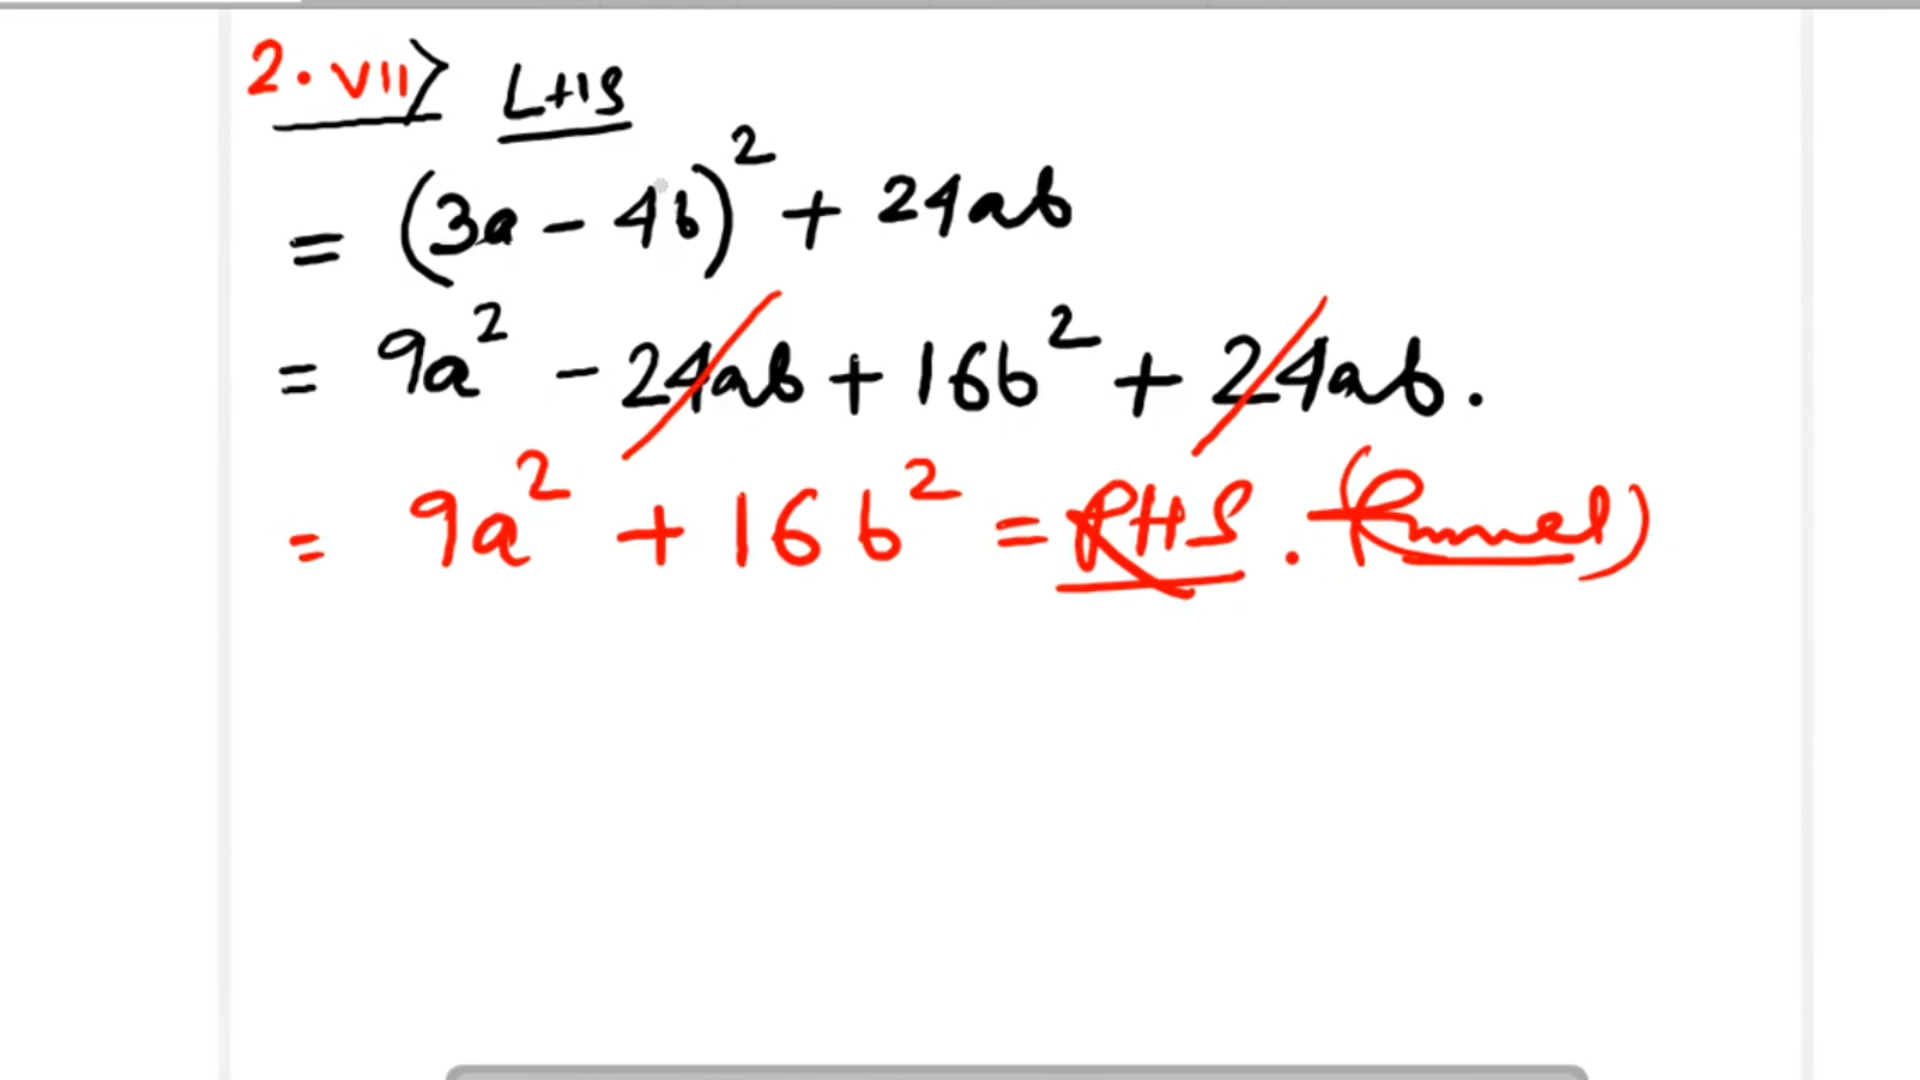 2. VII> LHS
= (3a - 4b)² + 24ab
= 9a² - 24ab + 16b² + 24ab.
= 9a² + 16b² = RHS. (Proved)